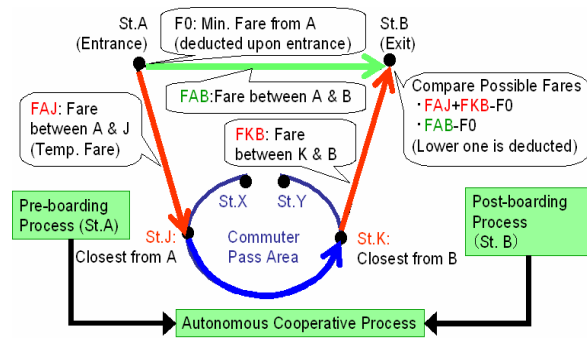 St.A
(Entrance)
F0: Min. Fare from A
(deducted upon entrance)
St.B
(Exit)
FAB:Fare between A & B
FAJ: Fare
between A & J
(Temp. Fare)
FKB: Fare
between K & B
Compare Possible Fares
・FAJ+FKB-F0
・FAB-F0
(Lower one is deducted)
Pre-boarding
Process (St.A)
St.X
St.Y
St.J:
Closest from A
Commuter
Pass Area
St.K:
Closest from B
Post-boarding
Process
(St. B)
Autonomous Cooperative Process